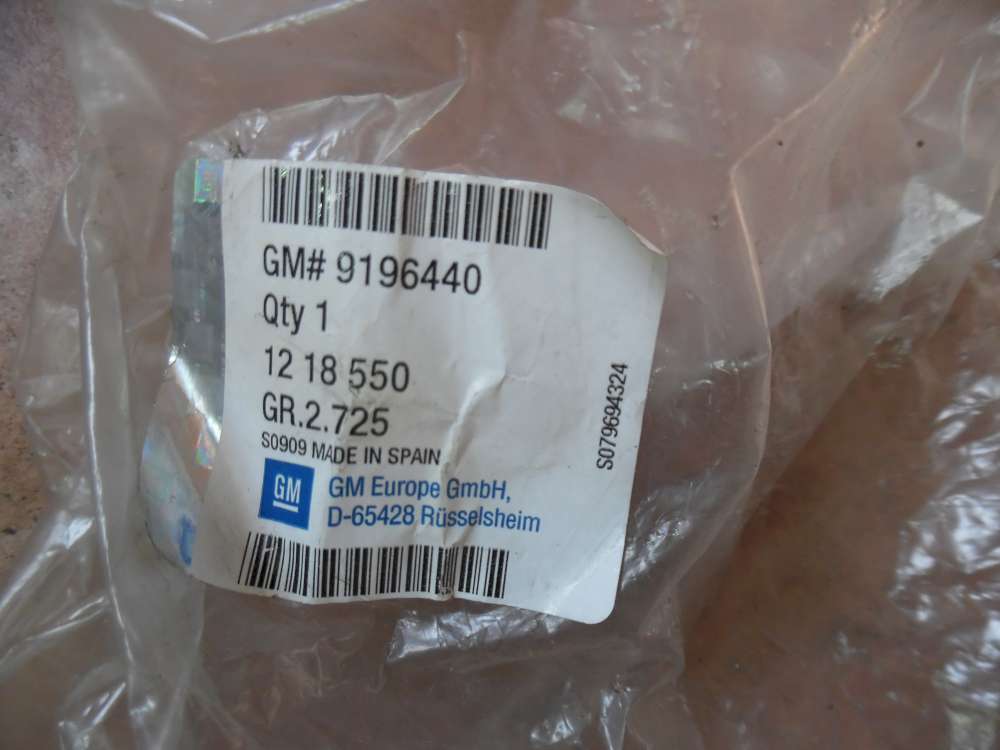 GM# 9196440
Qty 1
12 18 550
GR.2.725
S0909 MADE IN SPAIN
GM
GM Europe GmbH,
D-65428 Rüsselsheim
S079694324